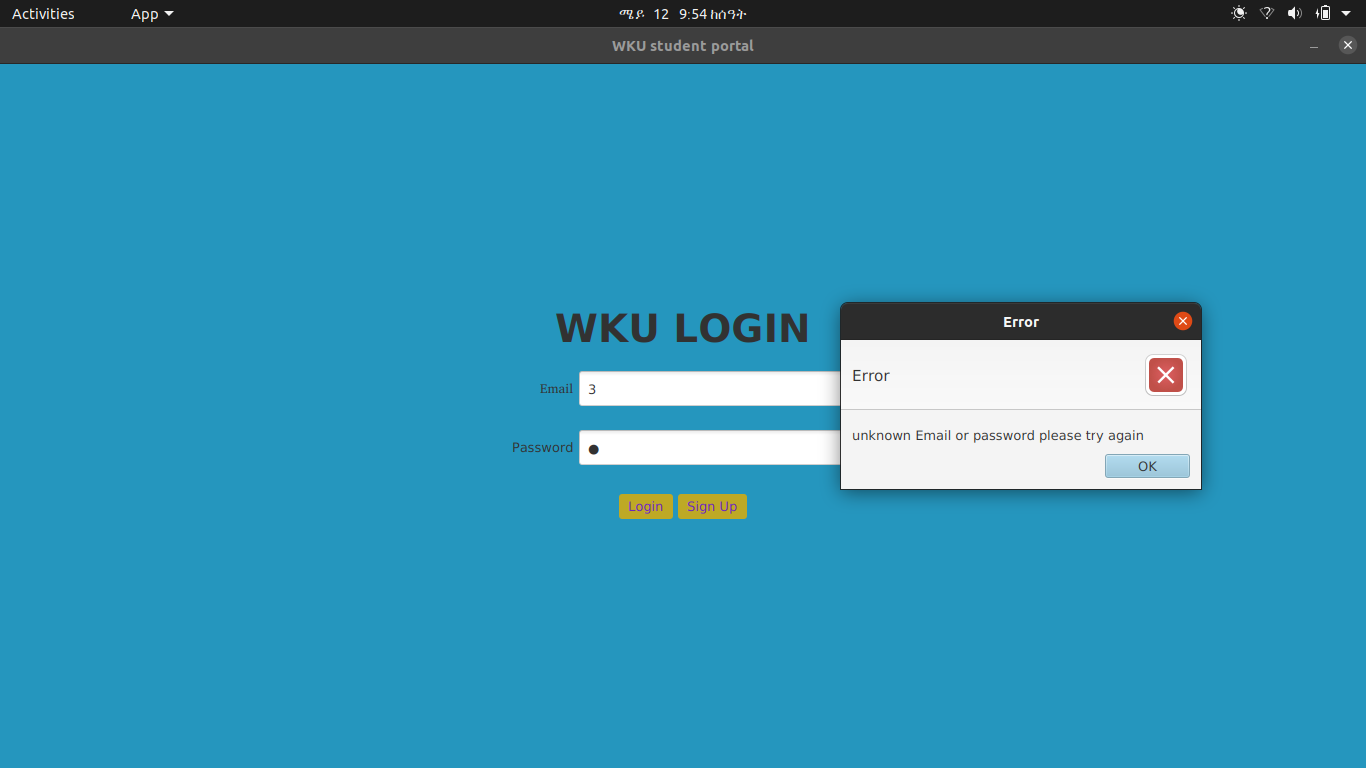 Activities App ሜይ 12 9:54 ከሰዓት
WKU student portal
WKU LOGIN
Email 3
Password
Login Sign Up
Error
Error
unknown Email or password please try again
OK